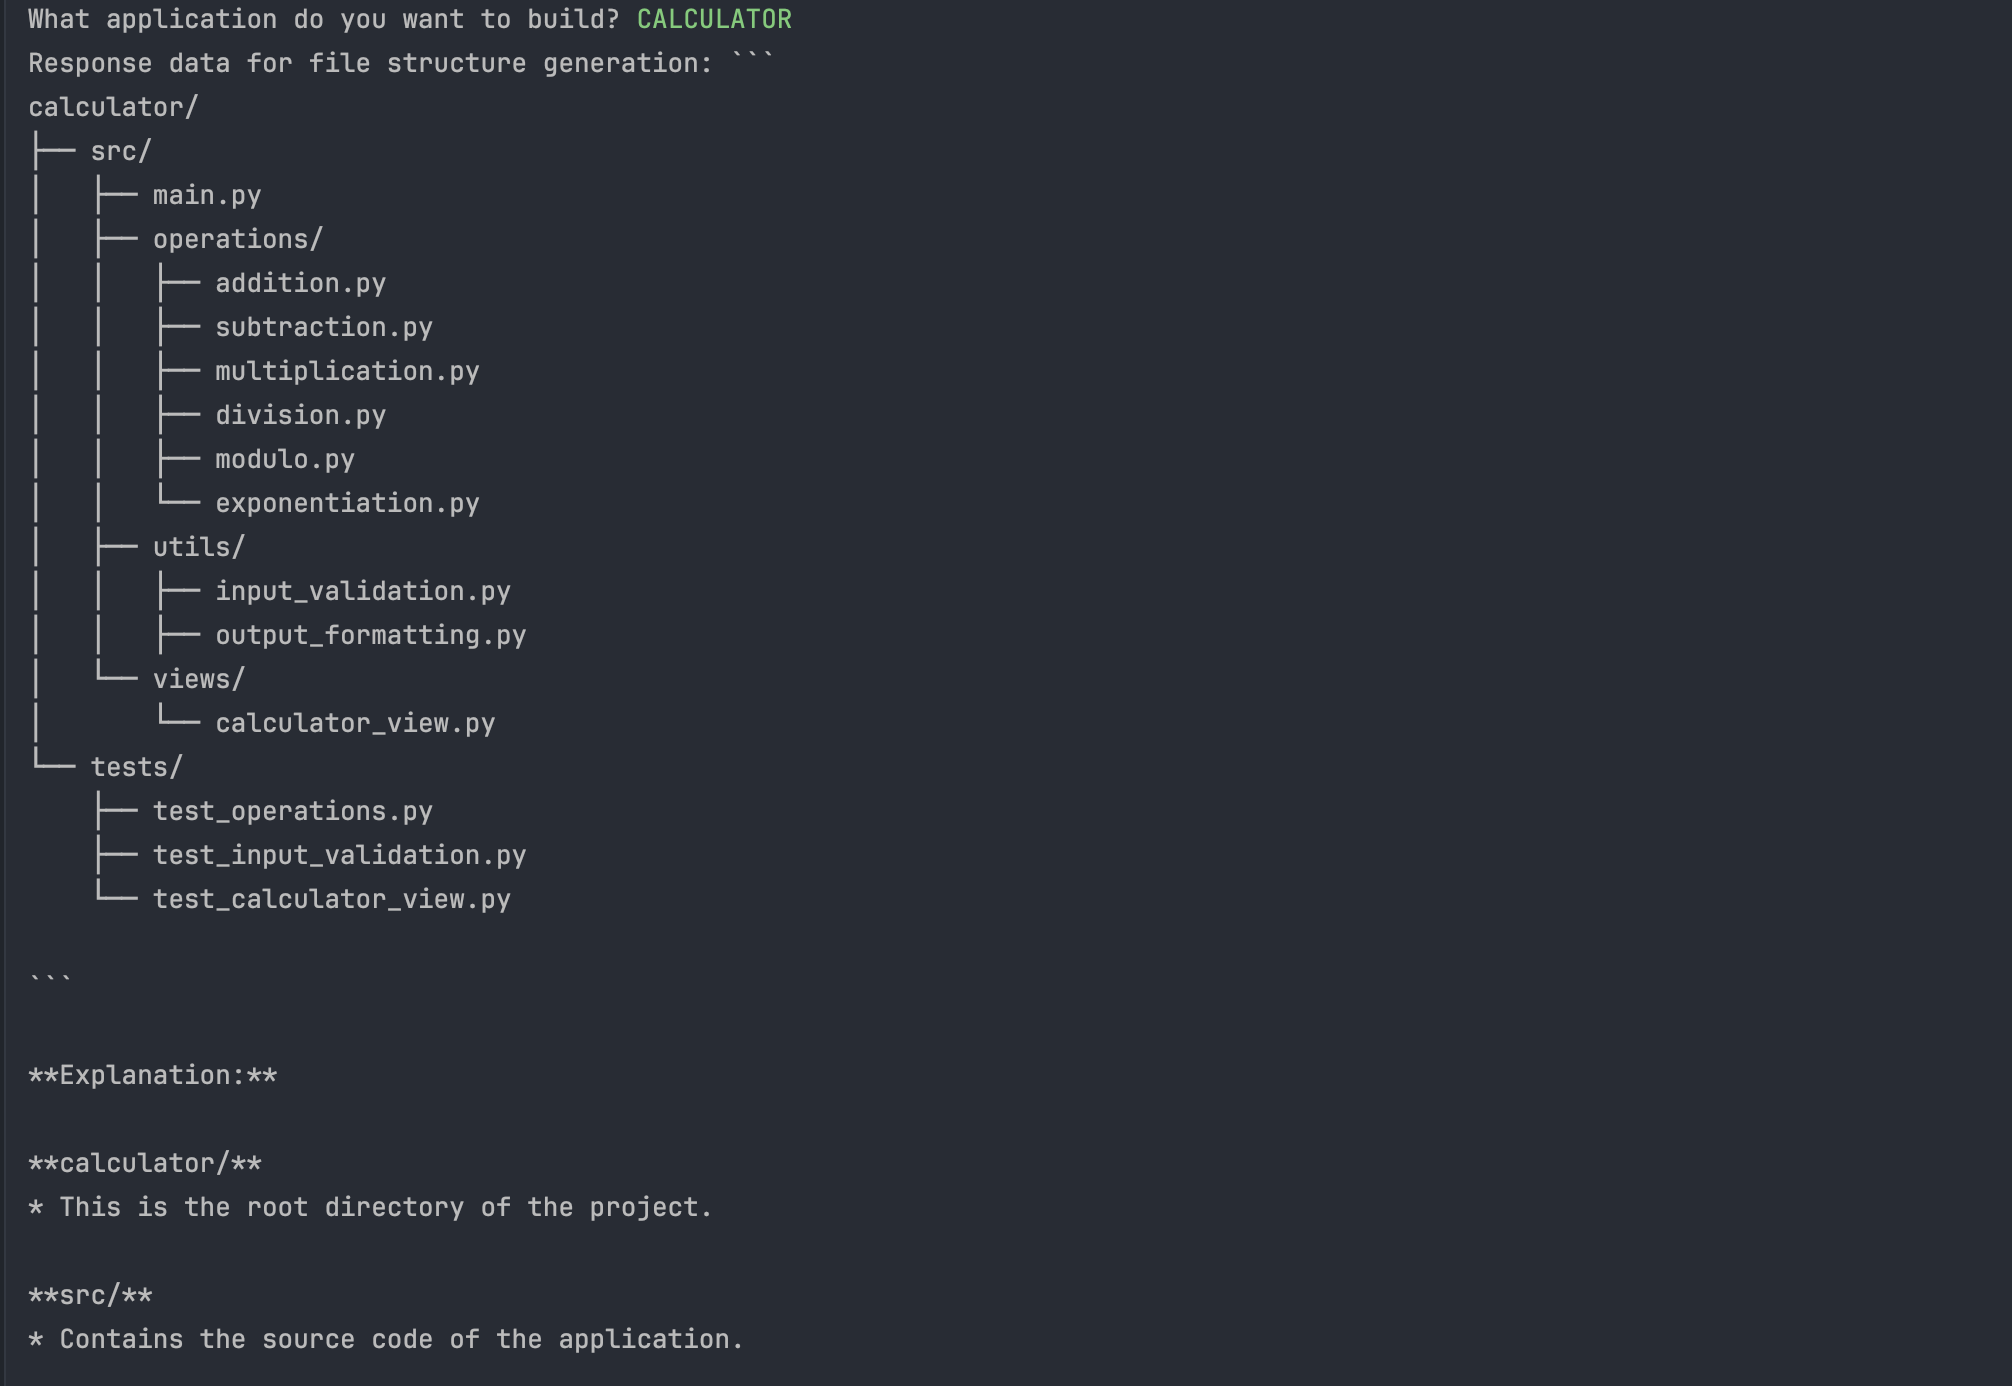 What application do you want to build? CALCULATOR
Response data for file structure generation: ```
calculator/
├── src/
│   ├── main.py
│   ├── operations/
│   │   ├── addition.py
│   │   ├── subtraction.py
│   │   ├── multiplication.py
│   │   ├── division.py
│   │   ├── modulo.py
│   │   └── exponentiation.py
│   ├── utils/
│   │   ├── input_validation.py
│   │   ├── output_formatting.py
│   └── views/
│       └── calculator_view.py
└── tests/
    ├── test_operations.py
    ├── test_input_validation.py
    └── test_calculator_view.py
```
**Explanation:**
**calculator/**
* This is the root directory of the project.
**src/**
* Contains the source code of the application.